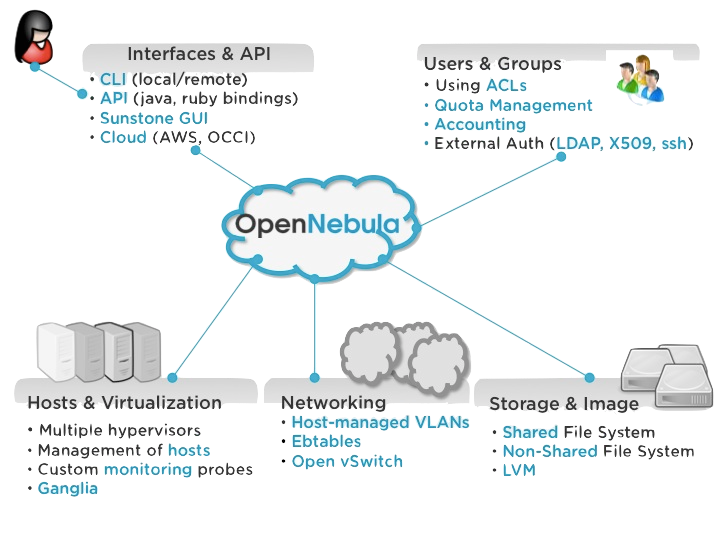 Interfaces & API
• CLI (local/remote)
• API (java, ruby bindings)
• Sunstone GUI
• Cloud (AWS, OCCI)
Users & Groups
• Using ACLs
• Quota Management
• Accounting
• External Auth (LDAP, X509, ssh)
OpenNebula
Hosts & Virtualization
• Multiple hypervisors
• Management of hosts
• Custom monitoring probes
• Ganglia
Networking
• Host-managed VLANs
• Ebtables
• Open vSwitch
Storage & Image
• Shared File System
• Non-Shared File System
• LVM